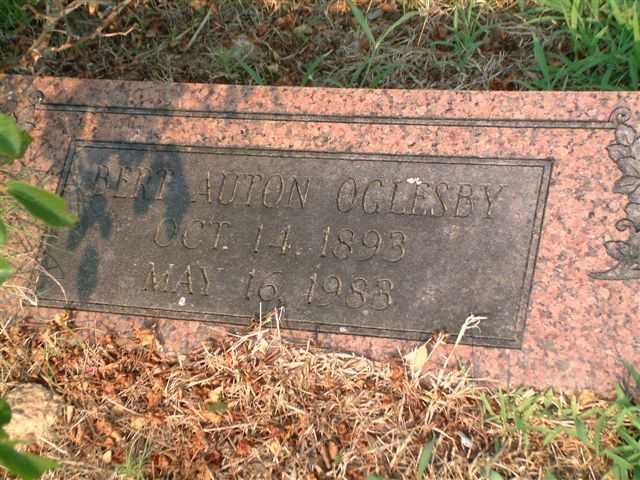 BERT AUTON OGLESBY
OCT. 14, 1893
MAY 16, 1983